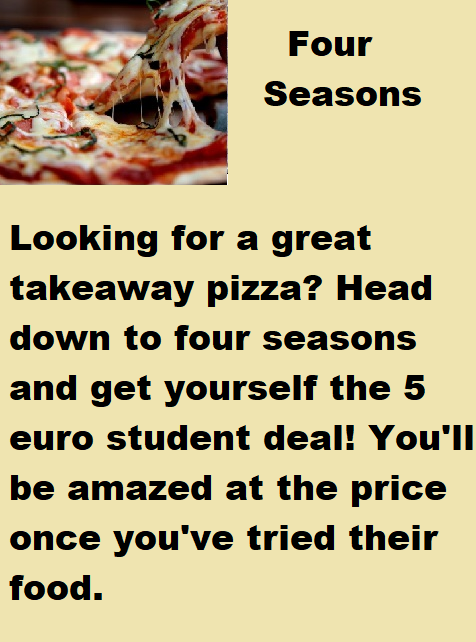 Four
Seasons
Looking for a great
takeaway pizza? Head
down to four seasons
and get yourself the 5
euro student deal! You'll
be amazed at the price
once you've tried their
food.